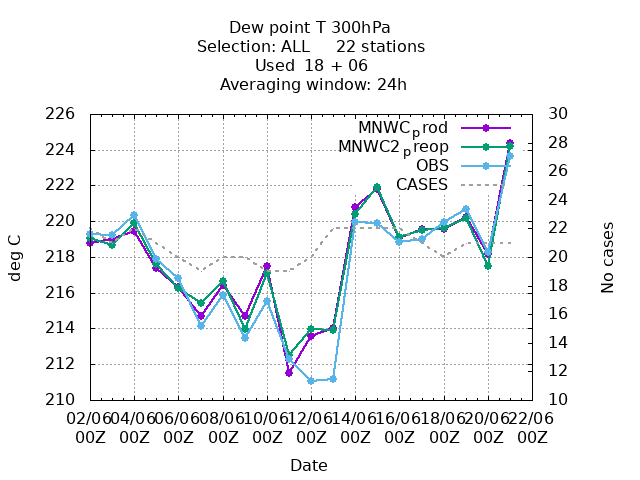 Dew point T 300hPa
Selection: ALL     22 stations
Used  18 + 06
Averaging window: 24h
MNWC_prod
MNWC2_preop
OBS
CASES
226
224
222
220
218
216
214
212
210
30
28
26
24
22
20
18
16
14
12
10
deg C
No cases
02/06 04/06 06/06 08/06 10/06 12/06 14/06 16/06 18/06 20/06 22/06
00Z 00Z 00Z 00Z 00Z 00Z 00Z 00Z 00Z 00Z 00Z
Date